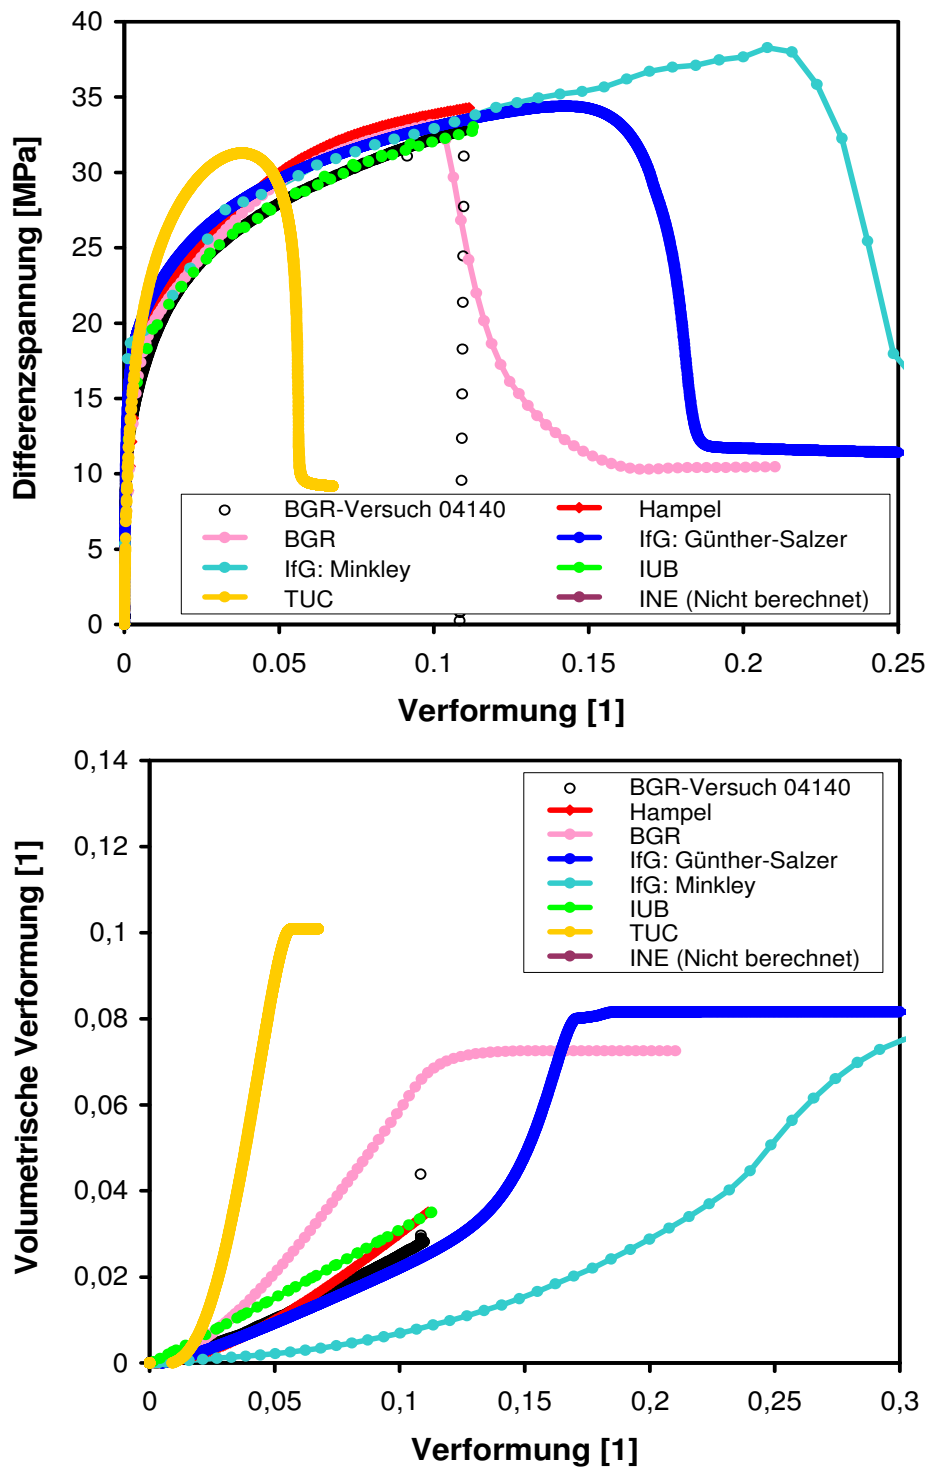 40
35
30
25
20
15
10
5
0
Differenzspannung [MPa]
BGR-Versuch 04140
Hampel
BGR
IfG: Günther-Salzer
IfG: Minkley
IUB
TUC
INE (Nicht berechnet)
0
0.05
0.1
0.15
0.2
0.25
Verformung [1]
0,14
0,12
0,1
0,08
0,06
0,04
0,02
0
Volumetrische Verformung [1]
BGR-Versuch 04140
Hampel
BGR
IfG: Günther-Salzer
IfG: Minkley
IUB
TUC
INE (Nicht berechnet)
0
0,05
0,1
0,15
0,2
0,25
0,3
Verformung [1]